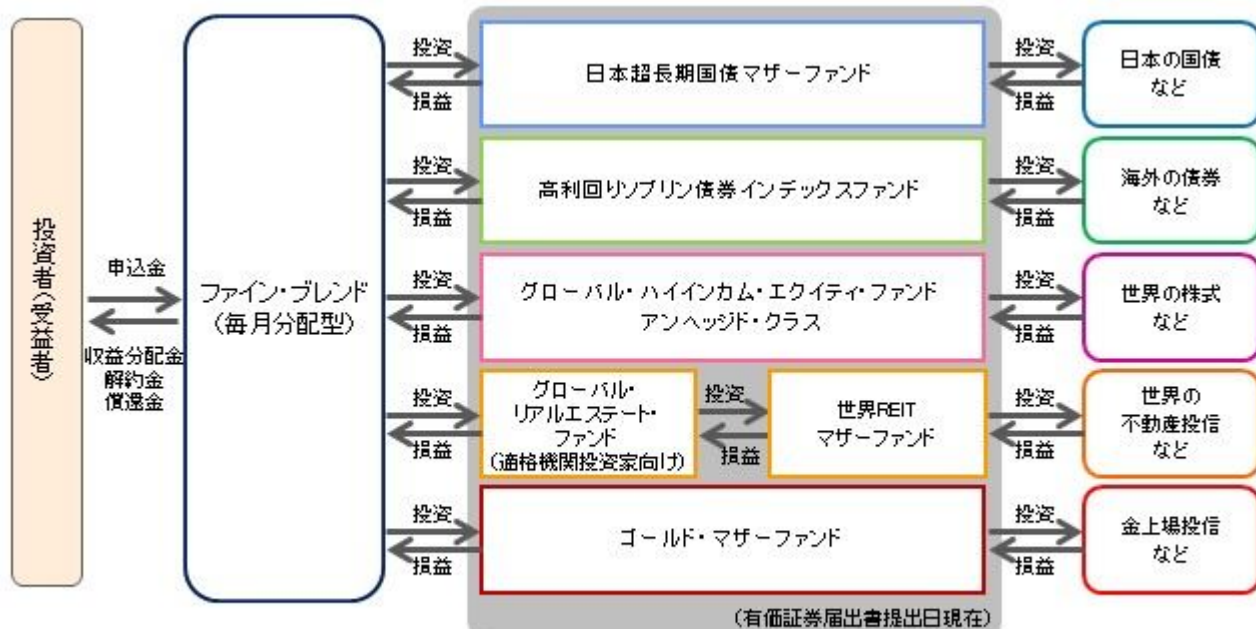 投資者(受益者)
申込金
収益分配金
解約金
償還金
ファイン・ブレンド
(毎月分配型)
投資
損益
日本超長期国債マザーファンド
投資
損益
日本の国債
など
投資
損益
高利回りソブリン債券インデックスファンド
投資
損益
海外の債券
など
投資
損益
グローバル・ハイインカム・エクイティ・ファンド
アンヘッジド・クラス
投資
損益
世界の株式
など
投資
損益
グローバル・
リアルエステート・
ファンド
(適格機関投資家向け)
投資
損益
世界REIT
マザーファンド
投資
損益
世界の
不動産投信
など
投資
損益
ゴールド・マザーファンド
投資
損益
金上場投信
など
(有価証券届出書提出日現在)